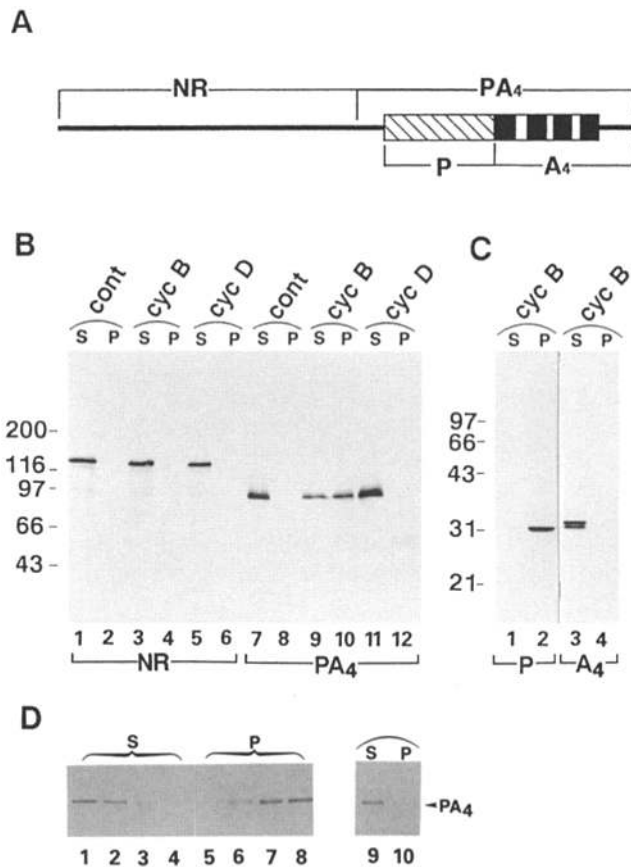 A
NR PA4
P A4
B
cont cyc B cyc D cont cyc B cyc D
S P S P S P S P S P S P
200-
116-
97-
66-
43-
1 2 3 4 5 6 7 8 9 10 11 12
NR PA4
C
cyc B cyc B
S P S P
97-
66-
43-
31-
21-
1 2 3 4
P A4
D
S P S P
◄PA4
1 2 3 4 5 6 7 8 9 10